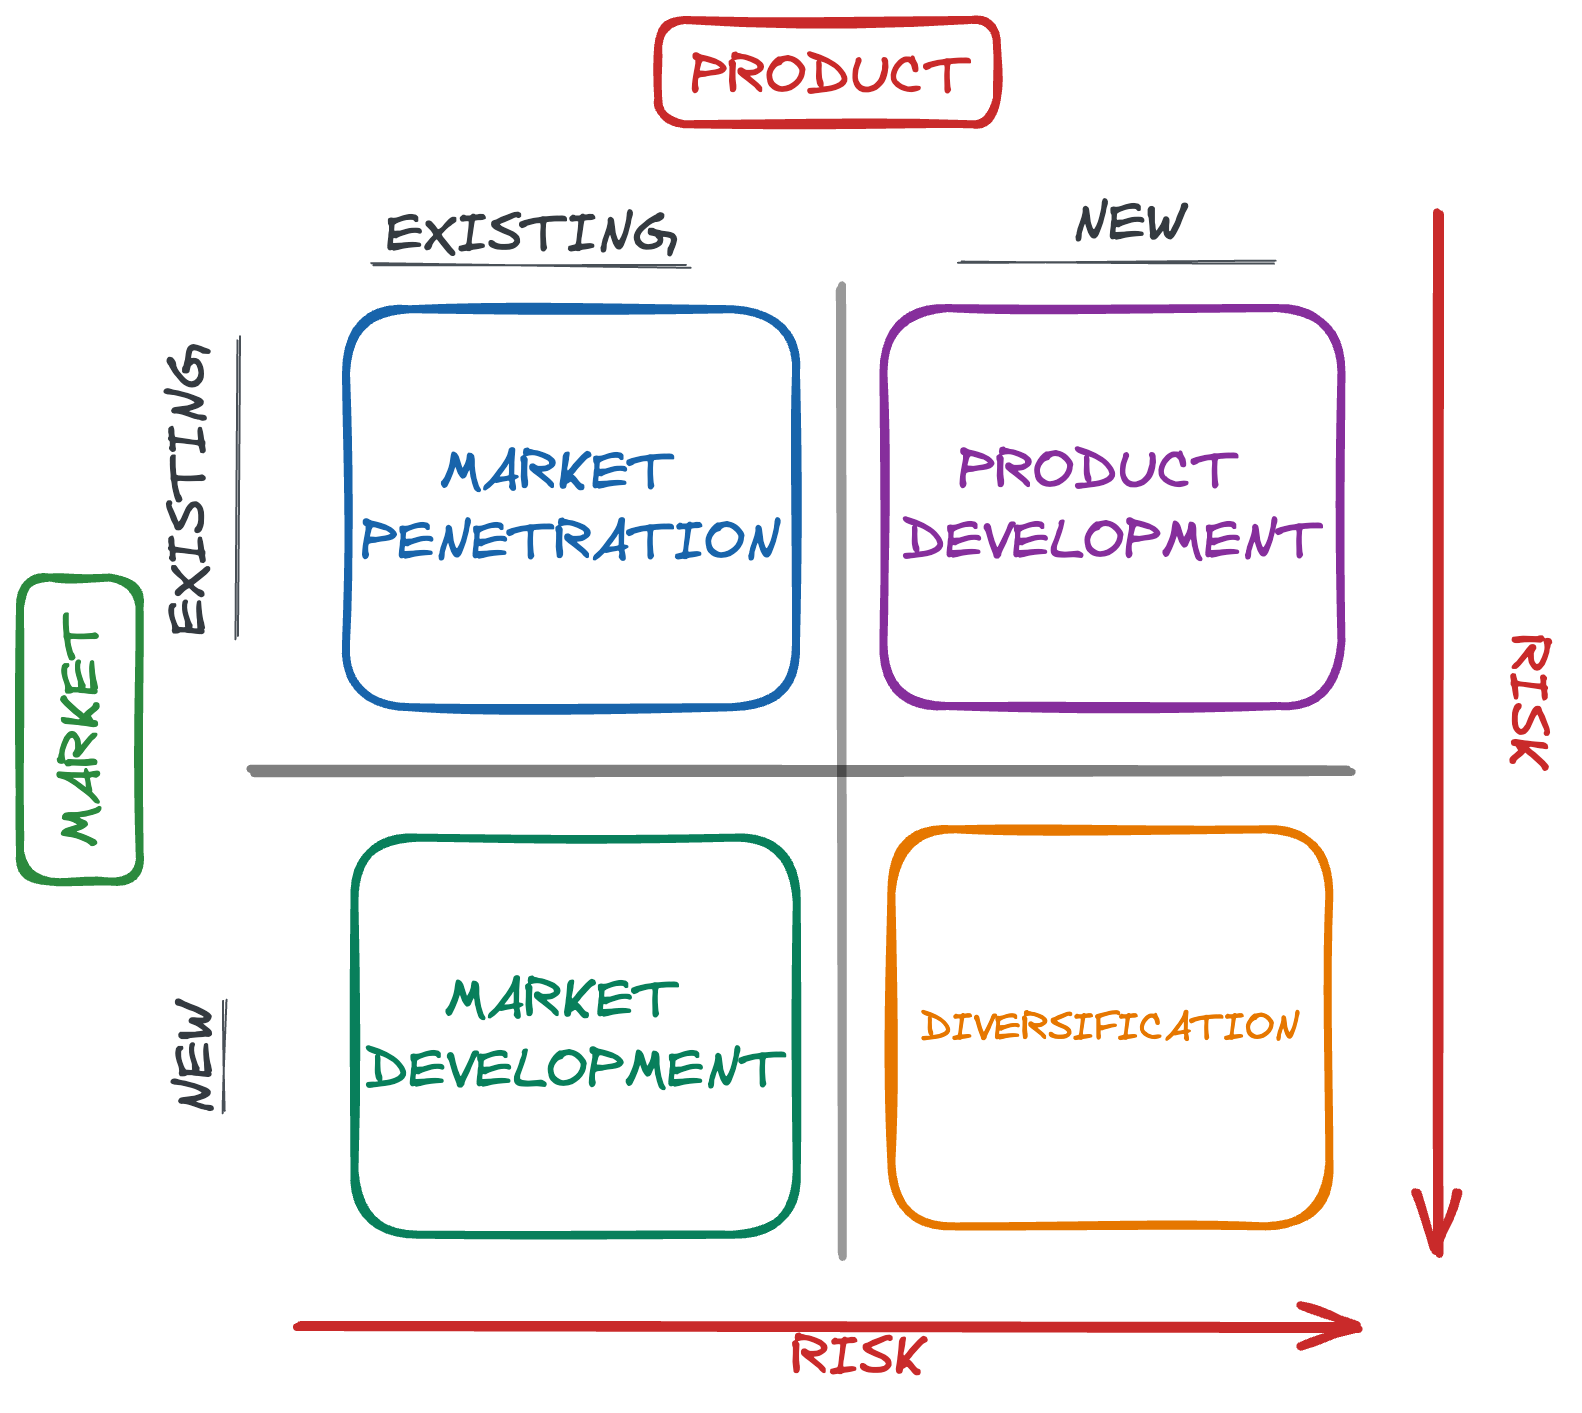 PRODUCT
EXISTING
NEW
EXISTING
MARKET
PENETRATION
PRODUCT
DEVELOPMENT
MARKET
RISK
NEW
MARKET
DEVELOPMENT
DIVERSIFICATION
RISK